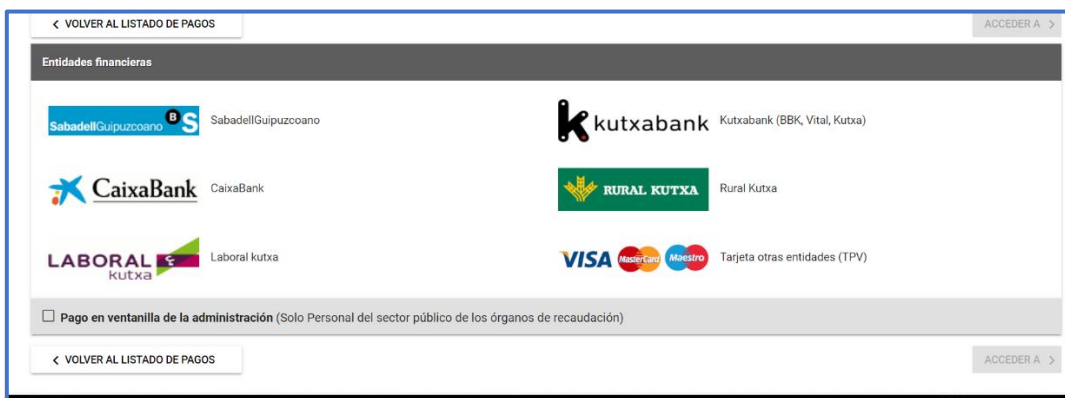 < VOLVER AL LISTADO DE PAGOS
ACCEDER A >
Entidades financieras
SabadellGuipuzcoano B S SabadellGuipuzcoano
kutxabank Kutxabank (BBK, Vital, Kutxa)
CaixaBank CaixaBank
RURAL KUTXA Rural Kutxa
LABORAL
kutxa
Laboral kutxa
VISA MasterCard Maestro Tarjeta otras entidades (TPV)
Pago en ventanilla de la administración (Solo Personal del sector público de los órganos de recaudación)
< VOLVER AL LISTADO DE PAGOS
ACCEDER A >